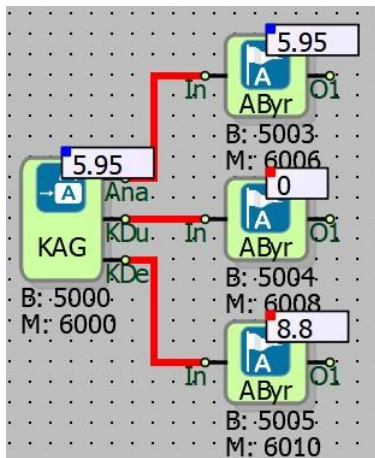 5.95
A
In
O1
AByr
B: 5003
M: 6006
5.95
A
Ana
KAG
KDu
KDe
B: 5000
M: 6000
0
A
In
O1
AByr
B: 5004
M: 6008
8.8
A
In
O1
AByr
B: 5005
M: 6010